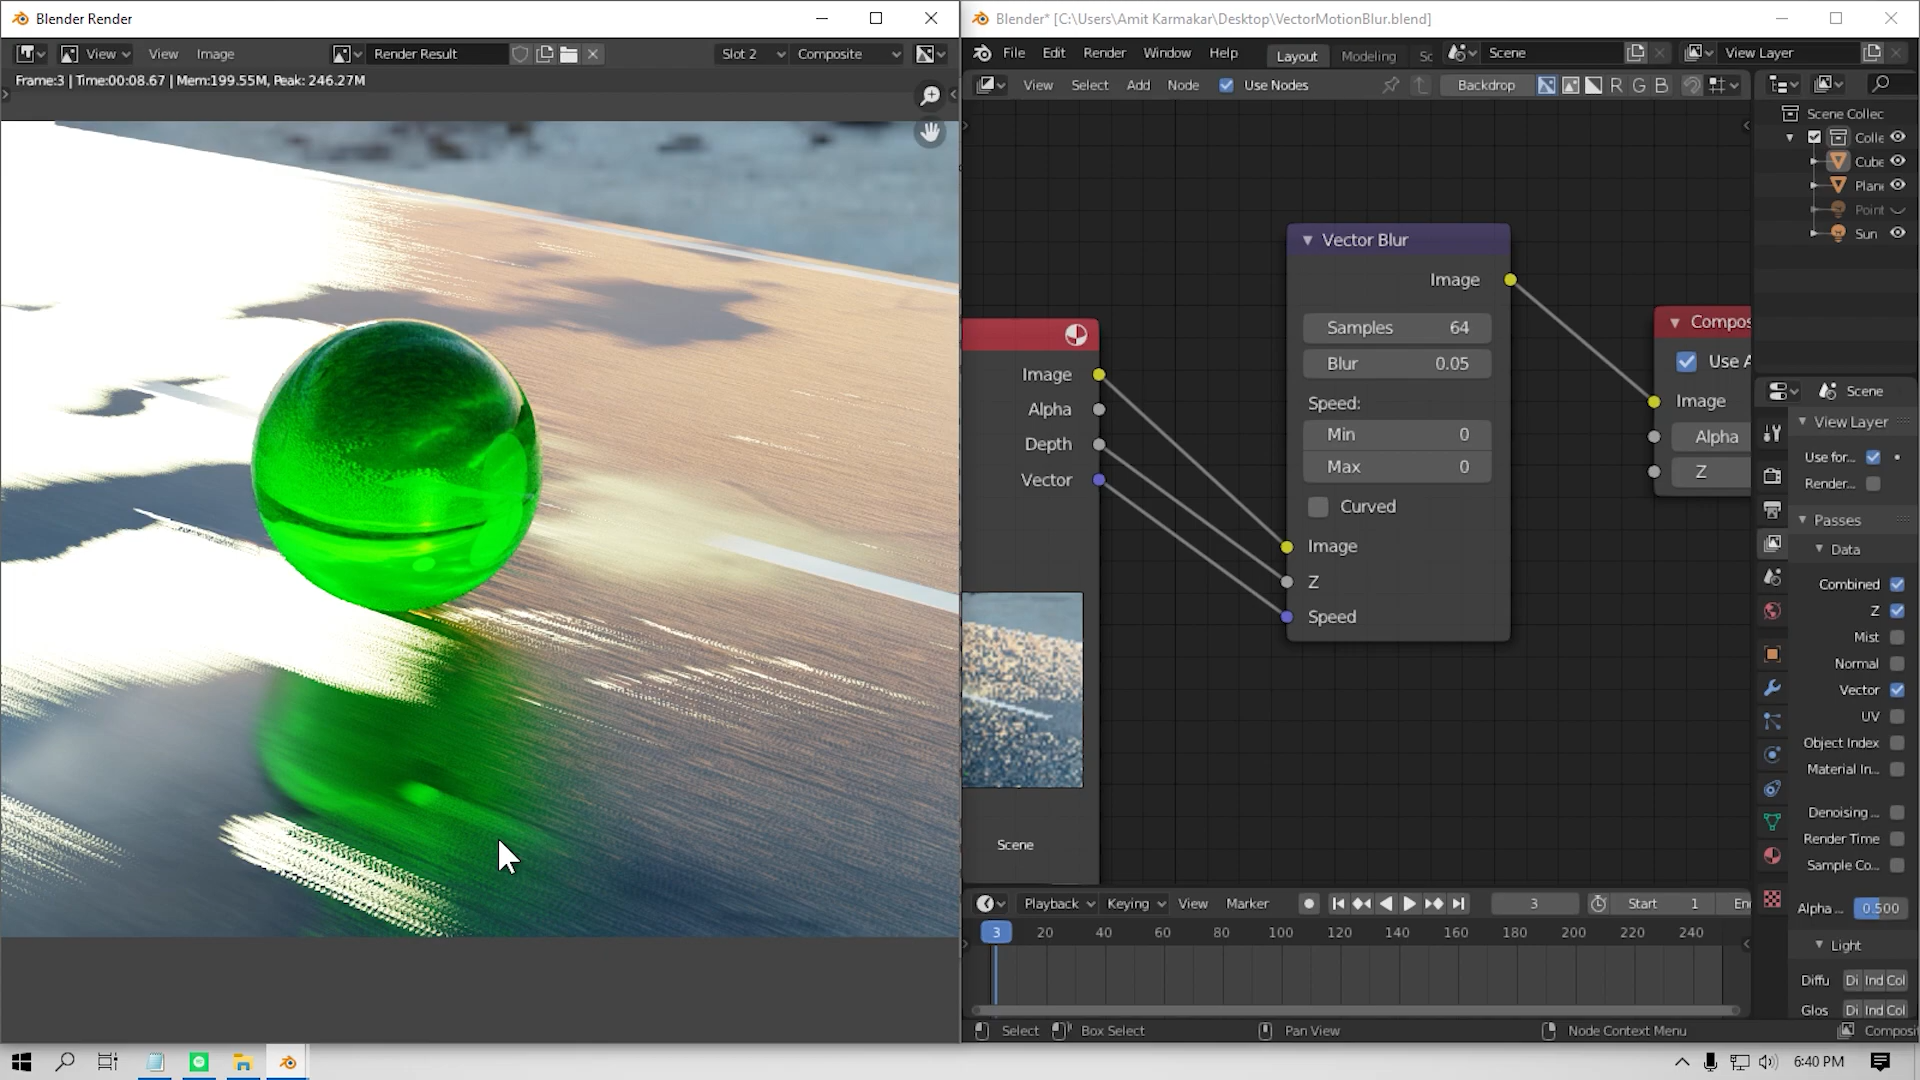 Blender Render
View
View
Image
Render Result
Slot 2
Composite
Frame:3 | Time:00:08.67 | Mem:199.55M, Peak: 246.27M
Blender* [C:\Users\Amit Karmakar\Desktop\VectorMotionBlur.blend]
File
Edit
Render
Window
Help
Layout
Modeling
Sc
Scene
View Layer
View
Select
Add
Node
Use Nodes
Backdrop
R
G
B
Scene Collec
Colle
Cube
Plane
Point
Sun
Vector Blur
Image
Samples 64
Blur 0.05
Speed:
Min 0
Max 0
Curved
Image
Z
Speed
Image
Alpha
Depth
Vector
Scene
Compos
Use A
Image
Alpha
Z
Scene
View Layer
Use for...
Render...
Passes
Data
Combined
Z
Mist
Normal
Vector
UV
Object Index
Material In...
Denoising ...
Render Time
Sample Co...
Alpha ... 0.500
Light
Diffu Di Ind Col
Glos Di Ind Col
Playback
Keying
View
Marker
3
Start 1
En
3 20 40 60 80 100 120 140 160 180 200 220 240
Select
Box Select
Pan View
Node Context Menu
Composi
6:40 PM